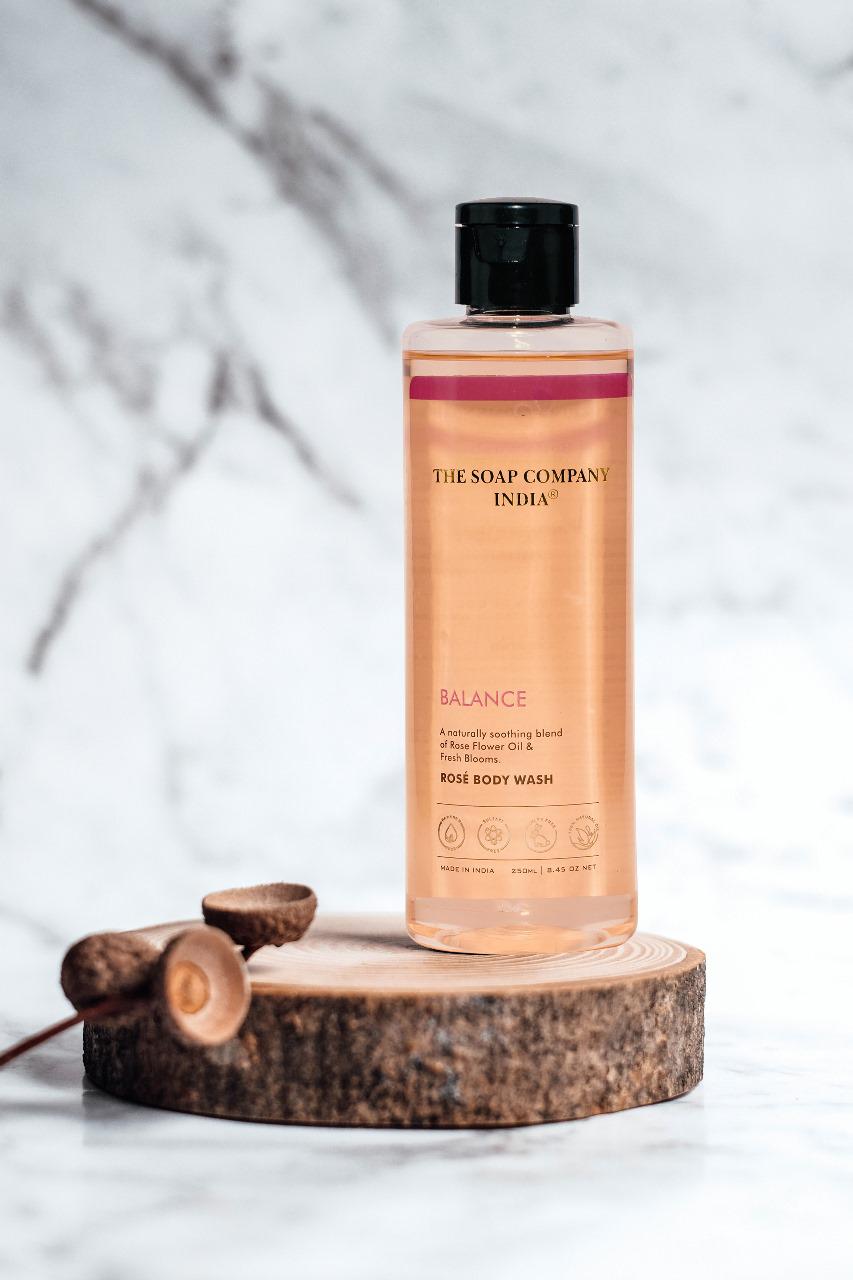 THE SOAP COMPANY
INDIA®
BALANCE
A naturally soothing blend
of Rose Flower Oil &
Fresh Blooms.
ROSÉ BODY WASH
MADE IN INDIA 250ML | 8.45 OZ NET